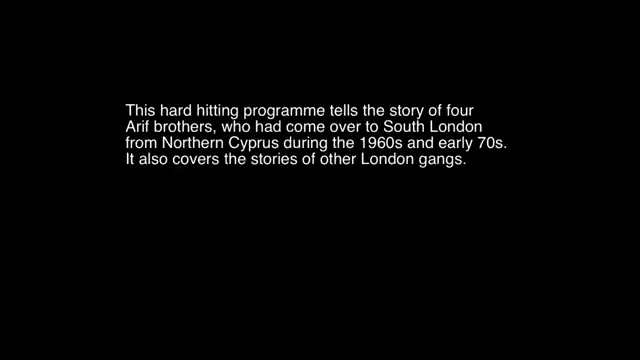 This hard hitting programme tells the story of four
Arif brothers, who had come over to South London
from Northern Cyprus during the 1960s and early 70s.
It also covers the stories of other London gangs.